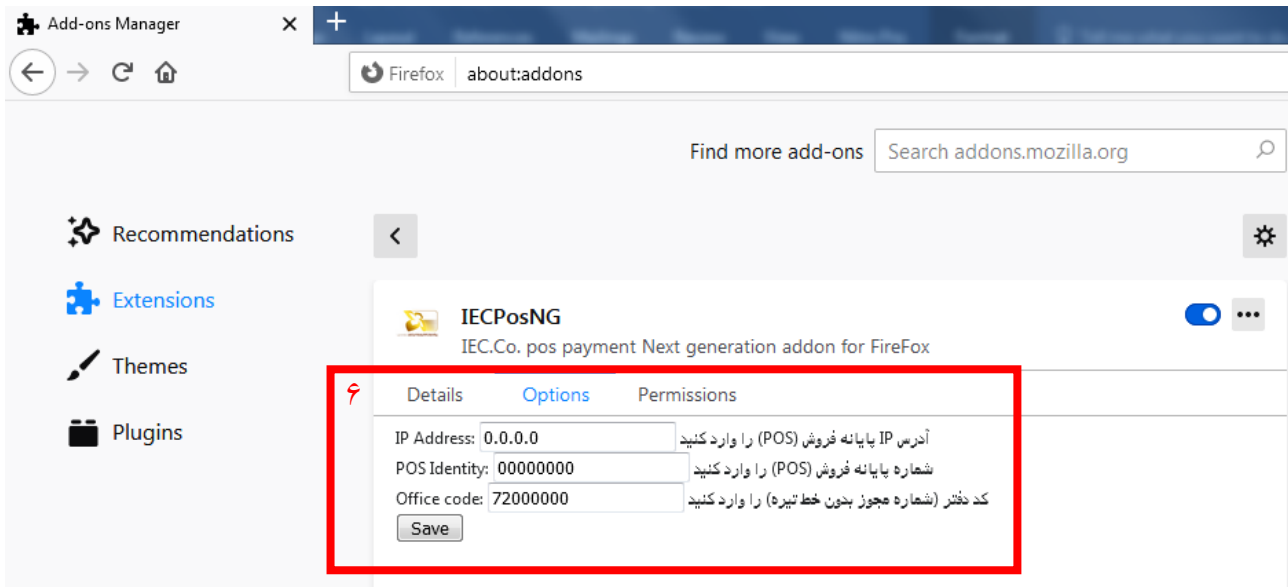 Add-ons Manager
Firefox about:addons
Find more add-ons Search addons.mozilla.org
Recommendations
Extensions
Themes
Plugins
IECPosNG
IEC.Co. pos payment Next generation addon for FireFox
۶
Details Options Permissions
IP Address: 0.0.0.0 آدرس IP پایانه فروش (POS) را وارد کنید
POS Identity: 00000000 شماره پایانه فروش (POS) را وارد کنید
Office code: 72000000 کد دفتر (شماره مجوز بدون خط تیره) را وارد کنید
Save